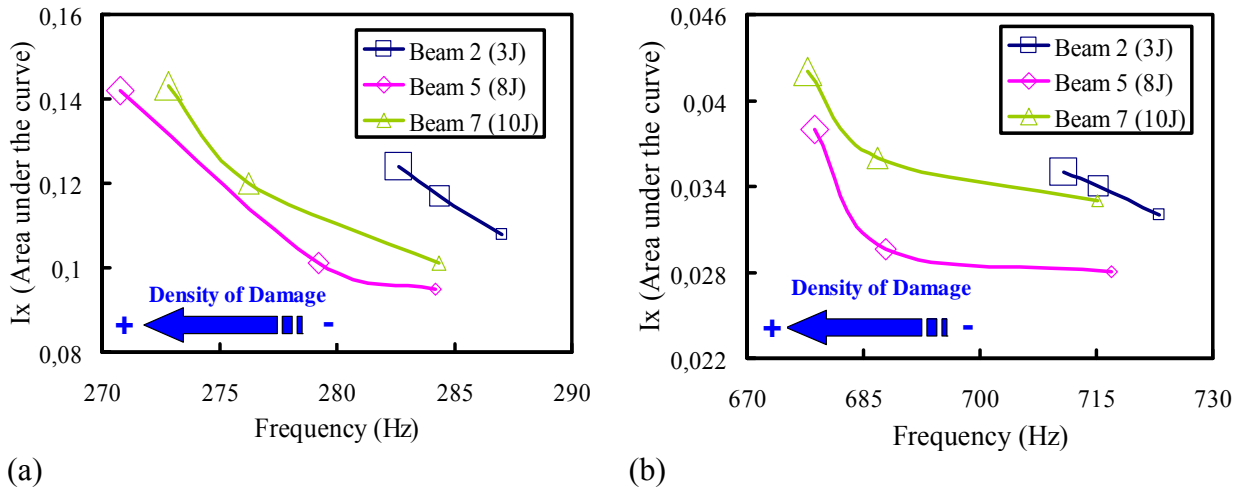 Ix (Area under the curve)
0,16
0,14
0,12
0,1
0,08
Beam 2 (3J)
Beam 5 (8J)
Beam 7 (10J)
Density of Damage
+ -
270 275 280 285 290
Frequency (Hz)
(a)
Ix (Area under the curve)
0,046
0,04
0,034
0,028
0,022
Beam 2 (3J)
Beam 5 (8J)
Beam 7 (10J)
Density of Damage
+ -
670 685 700 715 730
Frequency (Hz)
(b)